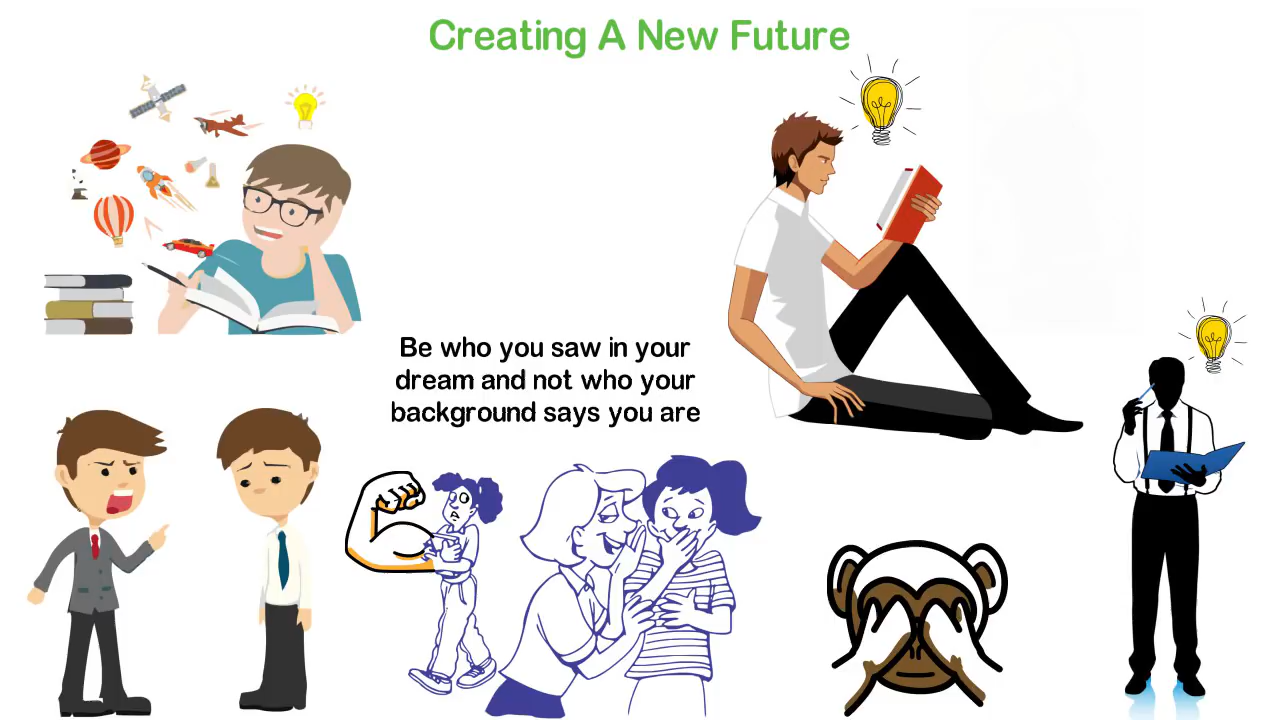 Creating A New Future
Be who you saw in your
dream and not who your
background says you are